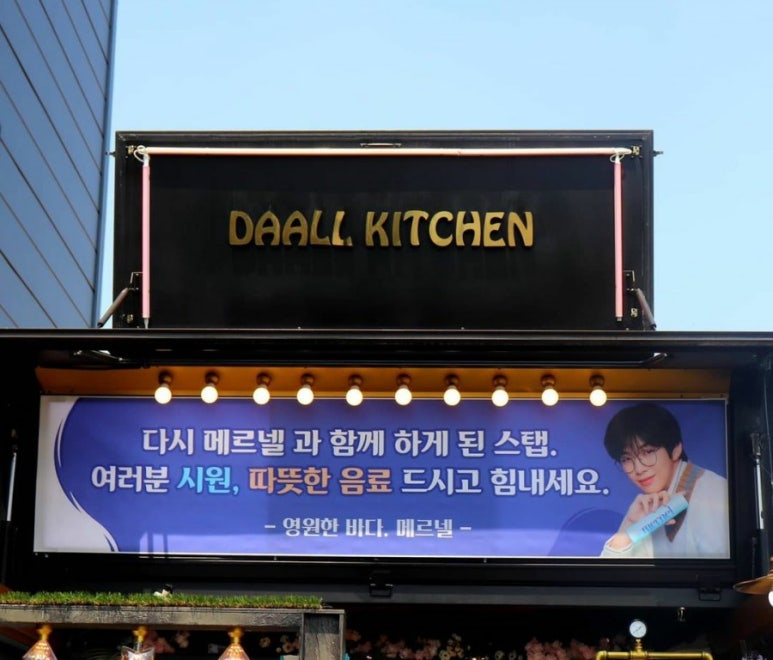 DAALL KITCHEN
다시 메르넬 과 함께 하게 된 스탭.
여러분 시원, 따뜻한 음료 드시고 힘내세요.
- 영원한 바다. 메르넬 -
mernel